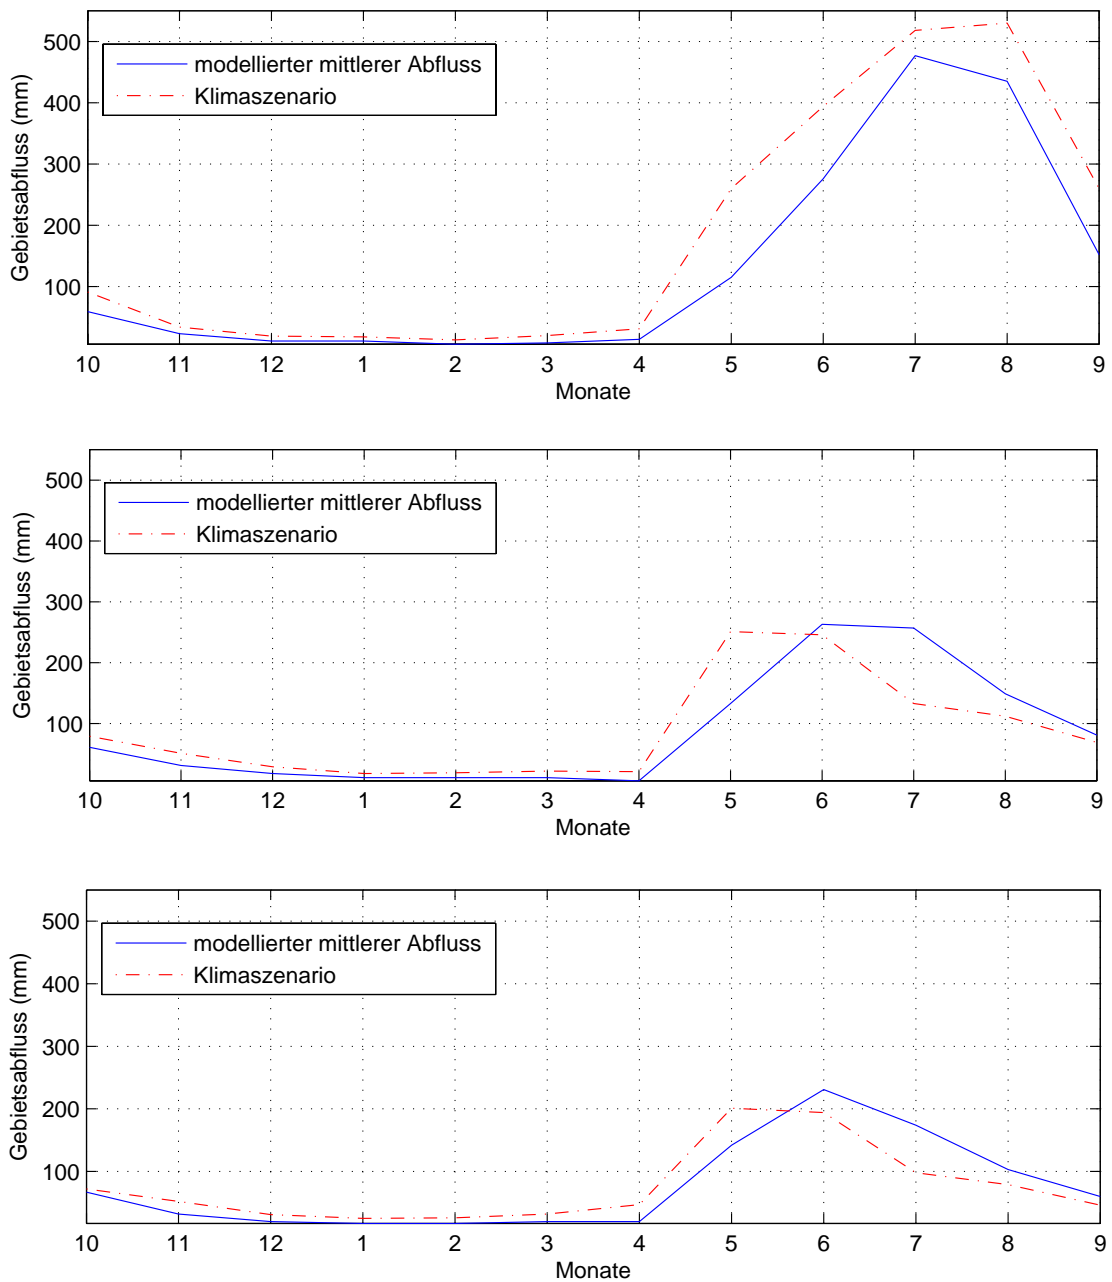 500
400
300
200
100
Gebietsabfluss (mm)
modellierter mittlerer Abfluss
Klimaszenario
10 11 12 1 2 3 4 5 6 7 8 9
Monate
500
400
300
200
100
Gebietsabfluss (mm)
modellierter mittlerer Abfluss
Klimaszenario
10 11 12 1 2 3 4 5 6 7 8 9
Monate
500
400
300
200
100
Gebietsabfluss (mm)
modellierter mittlerer Abfluss
Klimaszenario
10 11 12 1 2 3 4 5 6 7 8 9
Monate